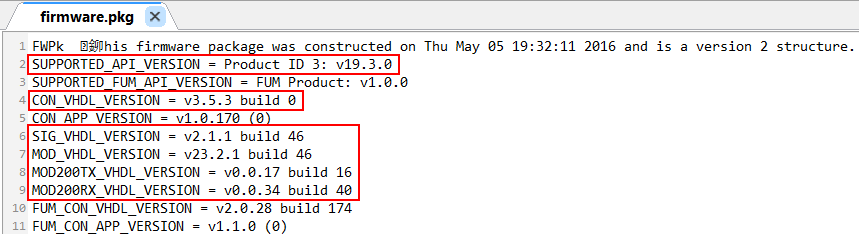 firmware.pkg
1 FWPk his firmware package was constructed on Thu May 05 19:32:11 2016 and is a version 2 structure.
2 SUPPORTED_API_VERSION = Product ID 3: v19.3.0
3 SUPPORTED_FUM_API_VERSION = FUM Product: v1.0.0
4 CON_VHDL_VERSION = v3.5.3 build 0
5 CON_APP_VERSION = v1.0.170 (0)
6 SIG_VHDL_VERSION = v2.1.1 build 46
7 MOD_VHDL_VERSION = v23.2.1 build 46
8 MOD200TX_VHDL_VERSION = v0.0.17 build 16
9 MOD200RX_VHDL_VERSION = v0.0.34 build 40
10 FUM_CON_VHDL_VERSION = v2.0.28 build 174
11 FUM_CON_APP_VERSION = v1.1.0 (0)